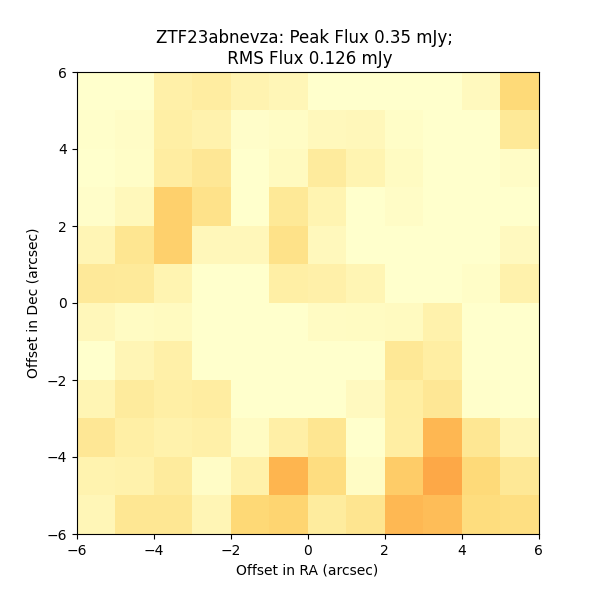 ZTF23abnevza: Peak Flux 0.35 mJy;
RMS Flux 0.126 mJy
6
4
2
0
−2
−4
−6
Offset in Dec (arcsec)
−6 −4 −2 0 2 4 6
Offset in RA (arcsec)